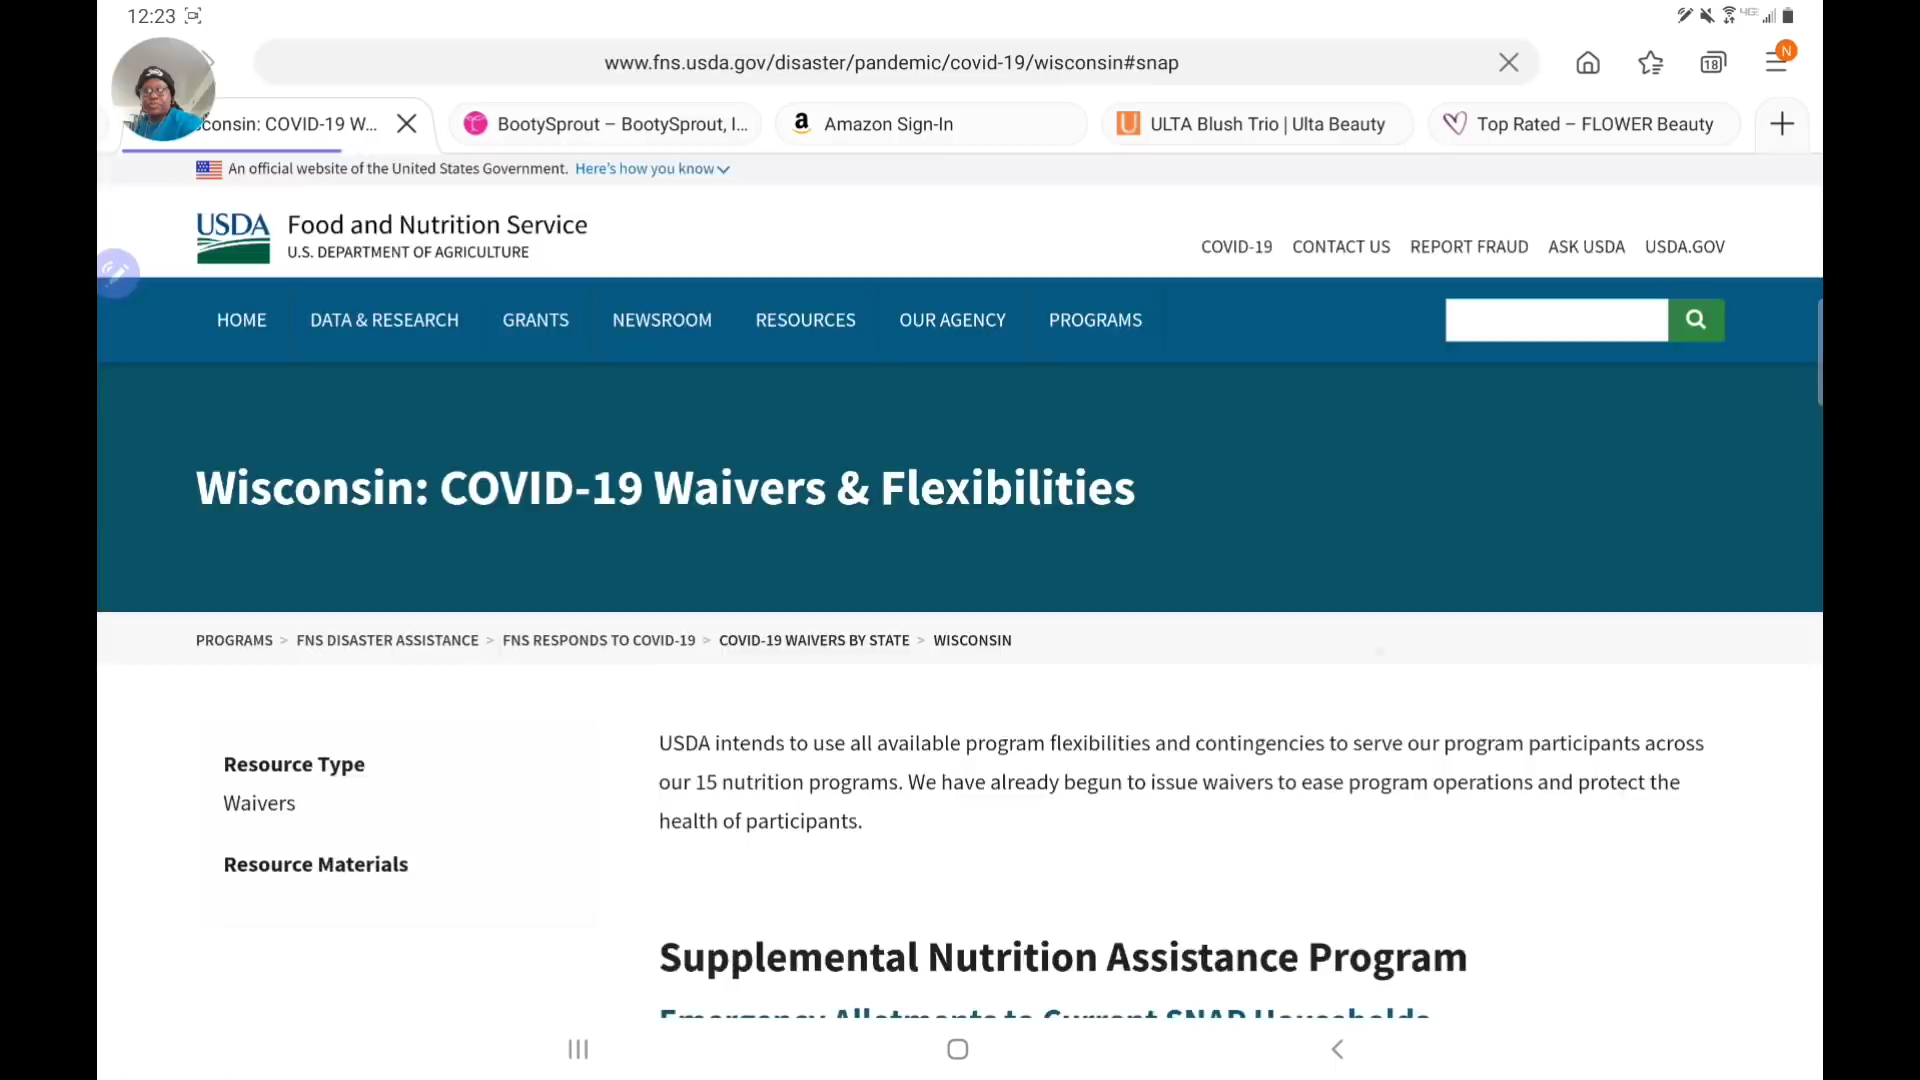 12:23
www.fns.usda.gov/disaster/pandemic/covid-19/wisconsin#snap
18
N
consin: COVID-19 W...
BootySprout – BootySprout, I...
Amazon Sign-In
ULTA Blush Trio | Ulta Beauty
Top Rated – FLOWER Beauty
An official website of the United States Government. Here's how you know
USDA
Food and Nutrition Service
U.S. DEPARTMENT OF AGRICULTURE
COVID-19 CONTACT US REPORT FRAUD ASK USDA USDA.GOV
HOME DATA & RESEARCH GRANTS NEWSROOM RESOURCES OUR AGENCY PROGRAMS
Wisconsin: COVID-19 Waivers & Flexibilities
PROGRAMS > FNS DISASTER ASSISTANCE > FNS RESPONDS TO COVID-19 > COVID-19 WAIVERS BY STATE > WISCONSIN
Resource Type
Waivers
Resource Materials
USDA intends to use all available program flexibilities and contingencies to serve our program participants across
our 15 nutrition programs. We have already begun to issue waivers to ease program operations and protect the
health of participants.
Supplemental Nutrition Assistance Program
Emergency Allotments to Current SNAP Households